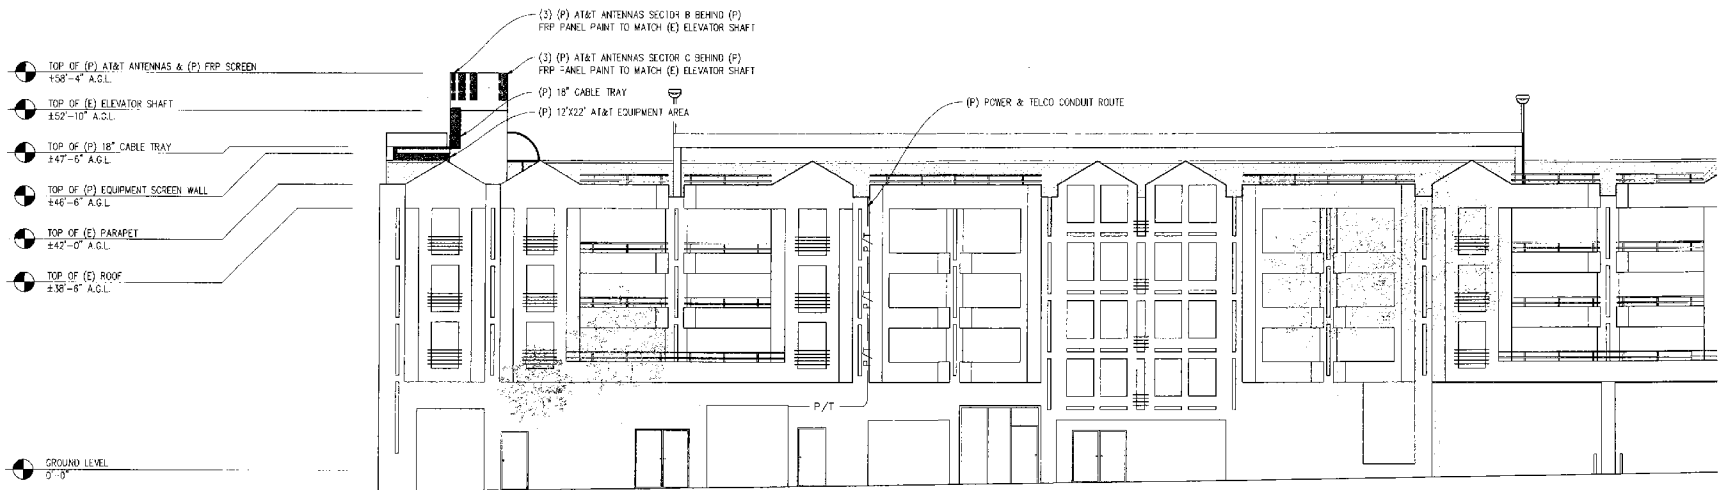 (3) (P) AT&T ANTENNAS SECTOR B BEHIND (P)
FRP PANEL PAINT TO MATCH (E) ELEVATOR SHAFT
(3) (P) AT&T ANTENNAS SECTOR C BEHIND (P)
FRP PANEL PAINT TO MATCH (E) ELEVATOR SHAFT
(P) 18" CABLE TRAY
(P) 12'X22' AT&T EQUIPMENT AREA
(P) POWER & TELCO CONDUIT ROUTE
TOP OF (P) AT&T ANTENNAS & (P) FRP SCREEN
±58'-4" A.G.L.
TOP OF (E) ELEVATOR SHAFT
±52'-10" A.G.L.
TOP OF (P) 18" CABLE TRAY
±47'-6" A.G.L.
TOP OF (P) EQUIPMENT SCREEN WALL
±46'-6" A.G.L.
TOP OF (E) PARAPET
±42'-0" A.G.L.
TOP OF (E) ROOF
±38'-6" A.G.L.
P/T
P/T
P/T
P/T
GROUND LEVEL
0'-0"